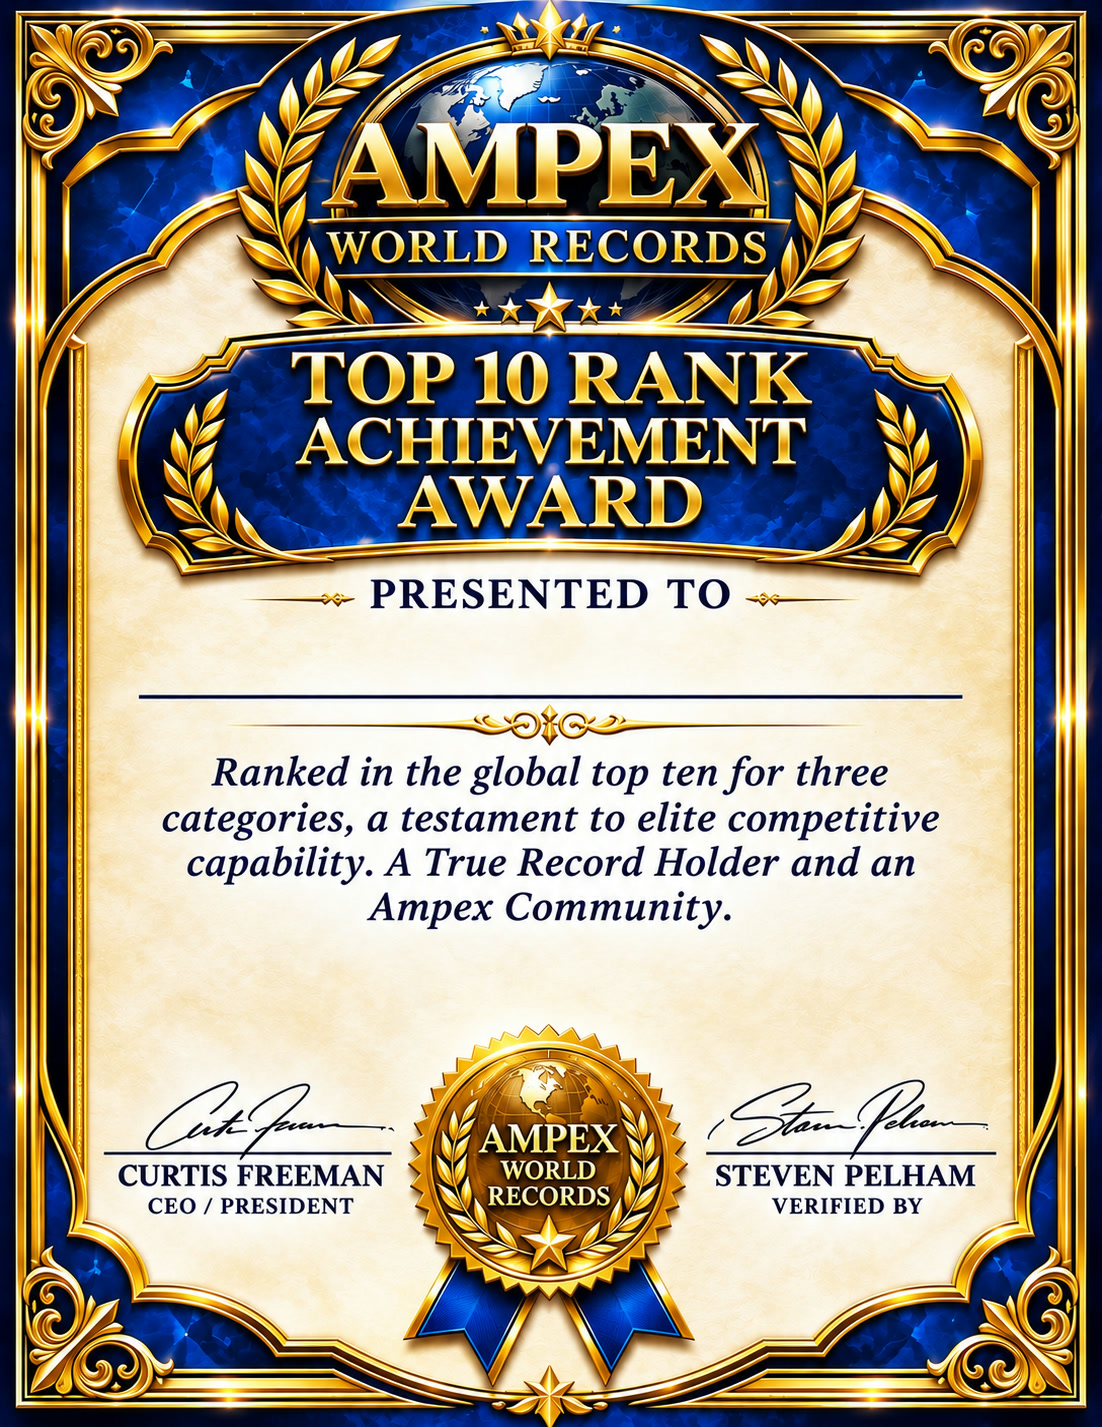 AMPEX
WORLD RECORDS
TOP 10 RANK
ACHIEVEMENT
AWARD
PRESENTED TO
Ranked in the global top ten for three
categories, a testament to elite competitive
capability. A True Record Holder and an
Ampex Community.
CURTIS FREEMAN
CEO / PRESIDENT
AMPEX
WORLD
RECORDS
STEVEN PELHAM
VERIFIED BY